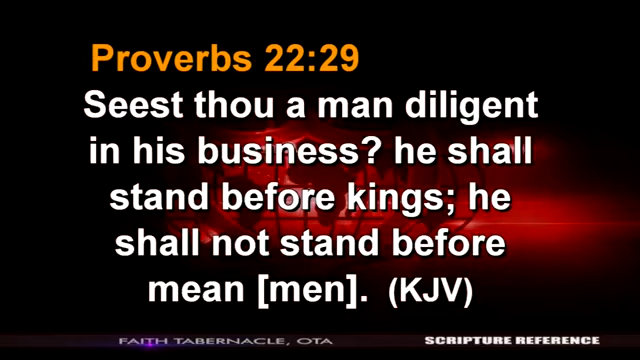 Proverbs 22:29
Seest thou a man diligent
in his business? he shall
stand before kings; he
shall not stand before
mean [men]. (KJV)
FAITH TABERNACLE, OTA SCRIPTURE REFERENCE